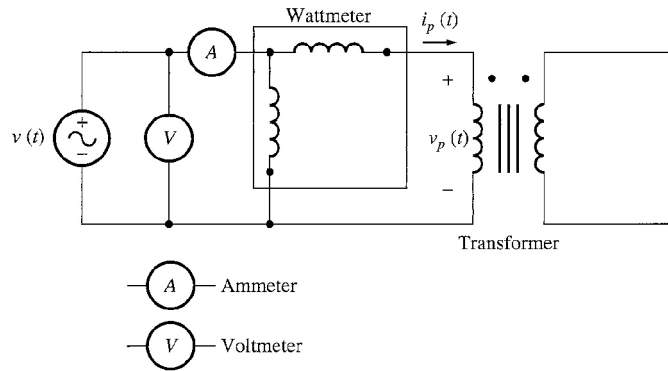 Wattmeter
i_p (t)
A
+
v (t)
+
−
V
v_p (t)
−
Transformer
A
Ammeter
V
Voltmeter